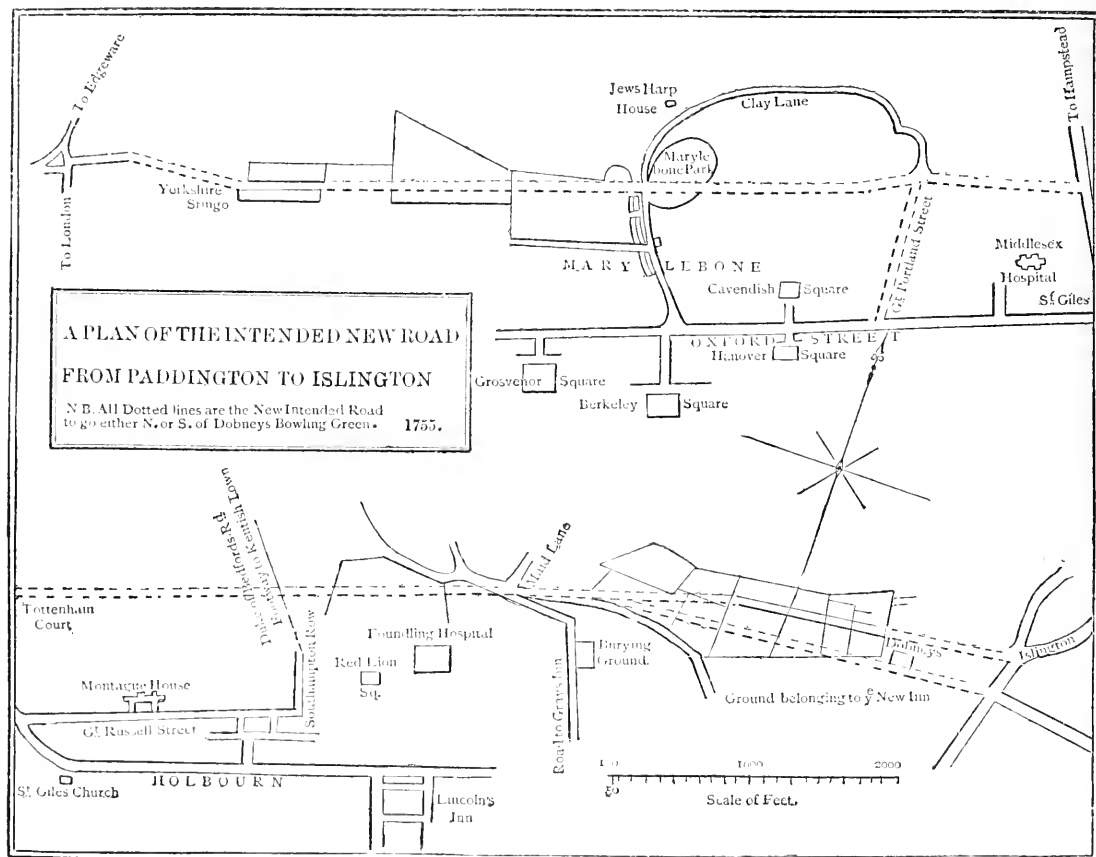 To Edgeware
To London
Yorkshire
Stingo
Jews Harp
House
Clay Lane
To Hampstead
Maryle
bone Park
MARY LEBONE
Gt. Portland Street
Middlesex
Hospital
St. Giles
Cavendish Square
OXFORD STREET
Hanover Square
Grosvenor Square
Berkeley Square
A PLAN OF THE INTENDED NEW ROAD
FROM PADDINGTON TO ISLINGTON
N B. All Dotted lines are the New Intended Road
to go either N. or S. of Dobneys Bowling Green. 1755.
Duke of Bedfords Rd.
Footway to Kentish Town
Tottenham
Court
Southampton Row
Foundling Hospital
Red Lion
Sq.
Montague House
Gt. Russell Street
HOLBOURN
St. Giles Church
Lincoln's
Inn
Road to Grays Inn
Burying
Ground.
Maid Lane
Dobneys
Islington
Ground belonging to ye New Inn
1000
2000
Scale of Feet.